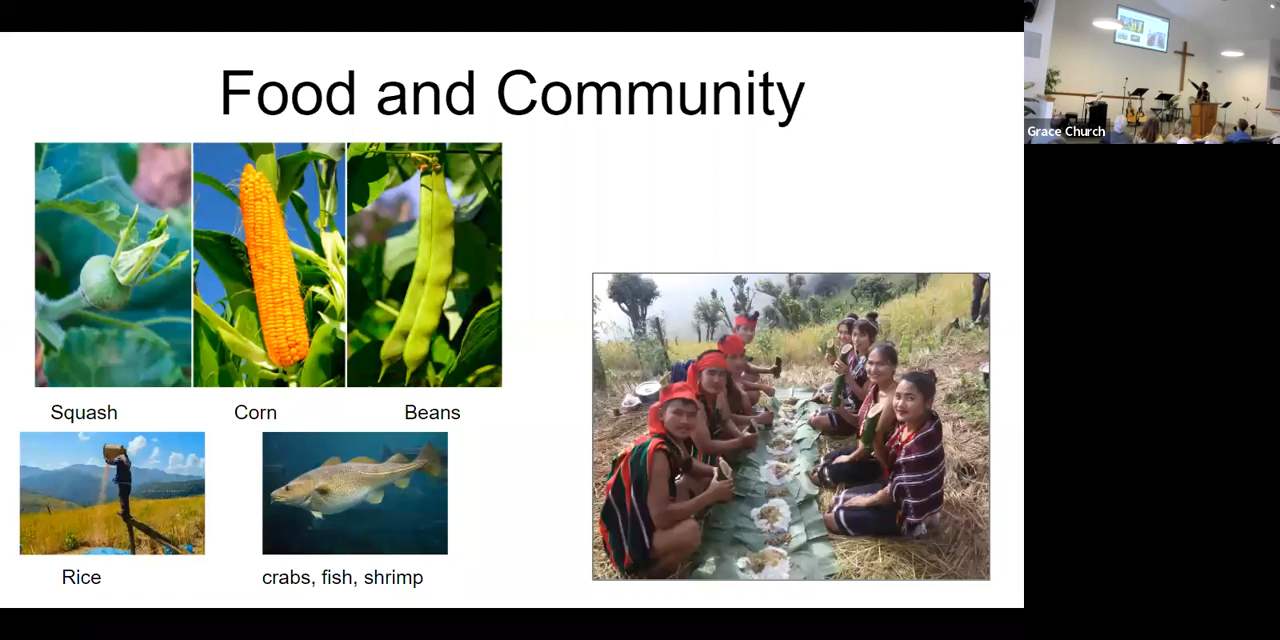 Food and Community
Squash Corn Beans
Rice crabs, fish, shrimp
Grace Church